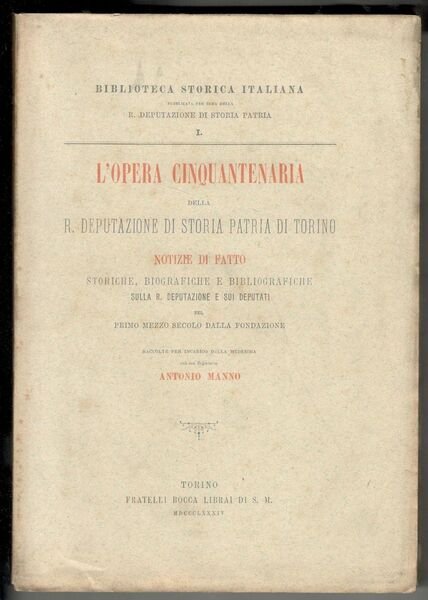 BIBLIOTECA STORICA ITALIANA
PUBBLICATA PER CURA DELLA
R. DEPUTAZIONE DI STORIA PATRIA
I.
L'OPERA CINQUANTENARIA
DELLA
R. DEPUTAZIONE DI STORIA PATRIA DI TORINO
NOTIZIE DI FATTO
STORICHE, BIOGRAFICHE E BIBLIOGRAFICHE
SULLA R. DEPUTAZIONE E SUI DEPUTATI
NEL
PRIMO MEZZO SECOLO DALLA FONDAZIONE
RACCOLTE PER INCARICO DELLA MEDESIMA
Segretario
ANTONIO MANNO
TORINO
FRATELLI BOCCA LIBRAI DI S. M.
MDCCCLXXXIV